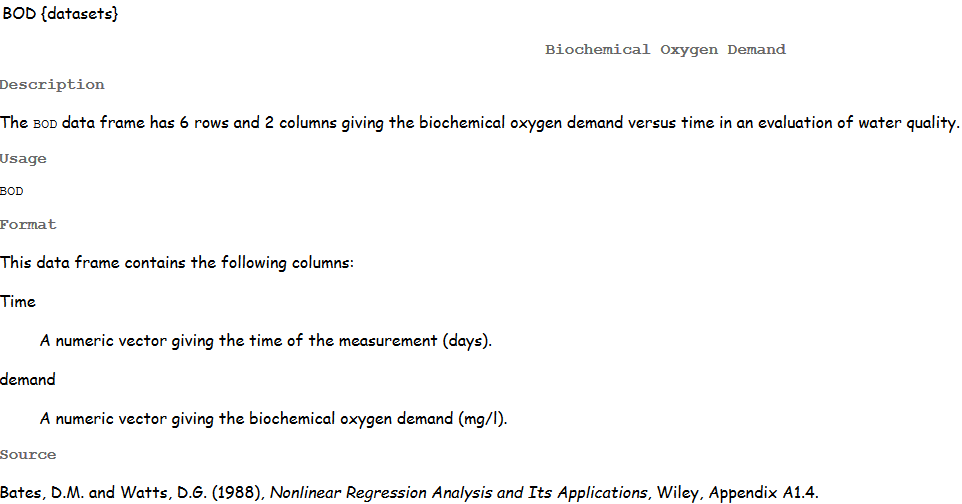 BOD {datasets}
Biochemical Oxygen Demand
Description
The BOD data frame has 6 rows and 2 columns giving the biochemical oxygen demand versus time in an evaluation of water quality.
Usage
BOD
Format
This data frame contains the following columns:
Time
A numeric vector giving the time of the measurement (days).
demand
A numeric vector giving the biochemical oxygen demand (mg/l).
Source
Bates, D.M. and Watts, D.G. (1988), Nonlinear Regression Analysis and Its Applications, Wiley, Appendix A1.4.